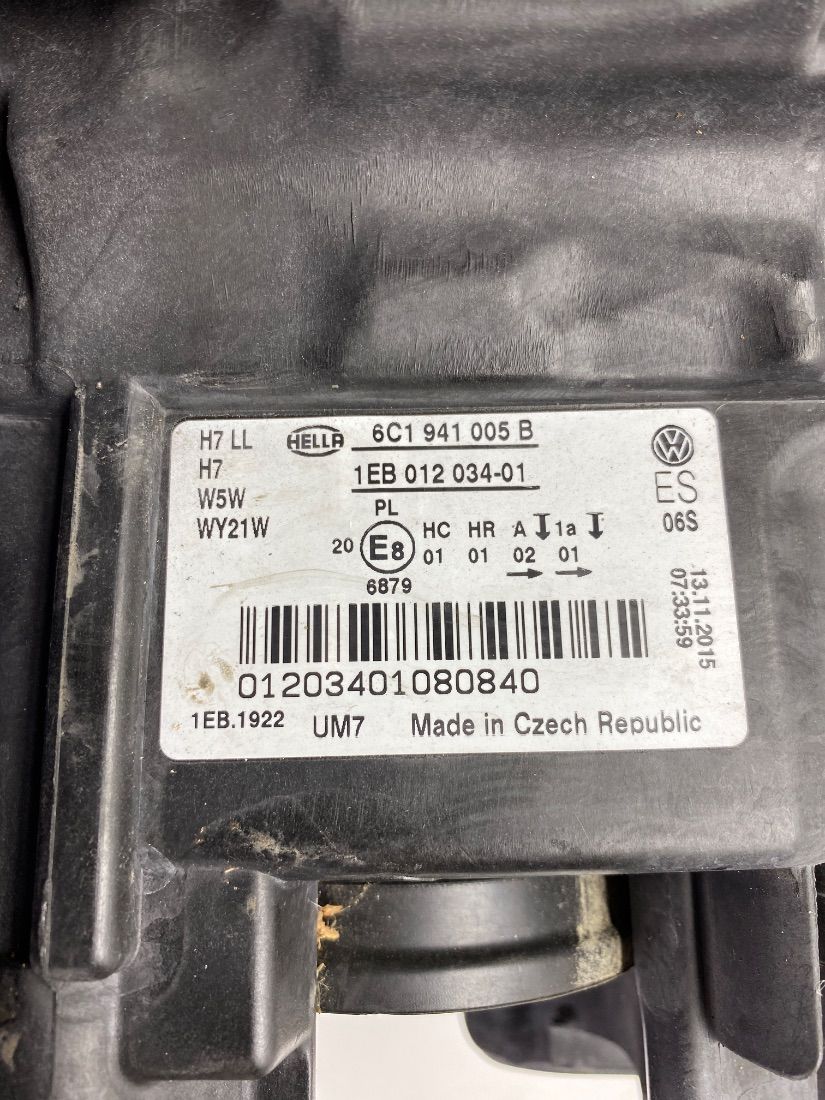 H7 LL
H7
W5W
WY21W
HELLA
6C1 941 005 B
1EB 012 034-01
PL
20 E8 6879
HC HR A 1a
01 01 02 01
VW
ES
06S
13.11.2015
07:33:59
01203401080840
1EB.1922 UM7 Made in Czech Republic